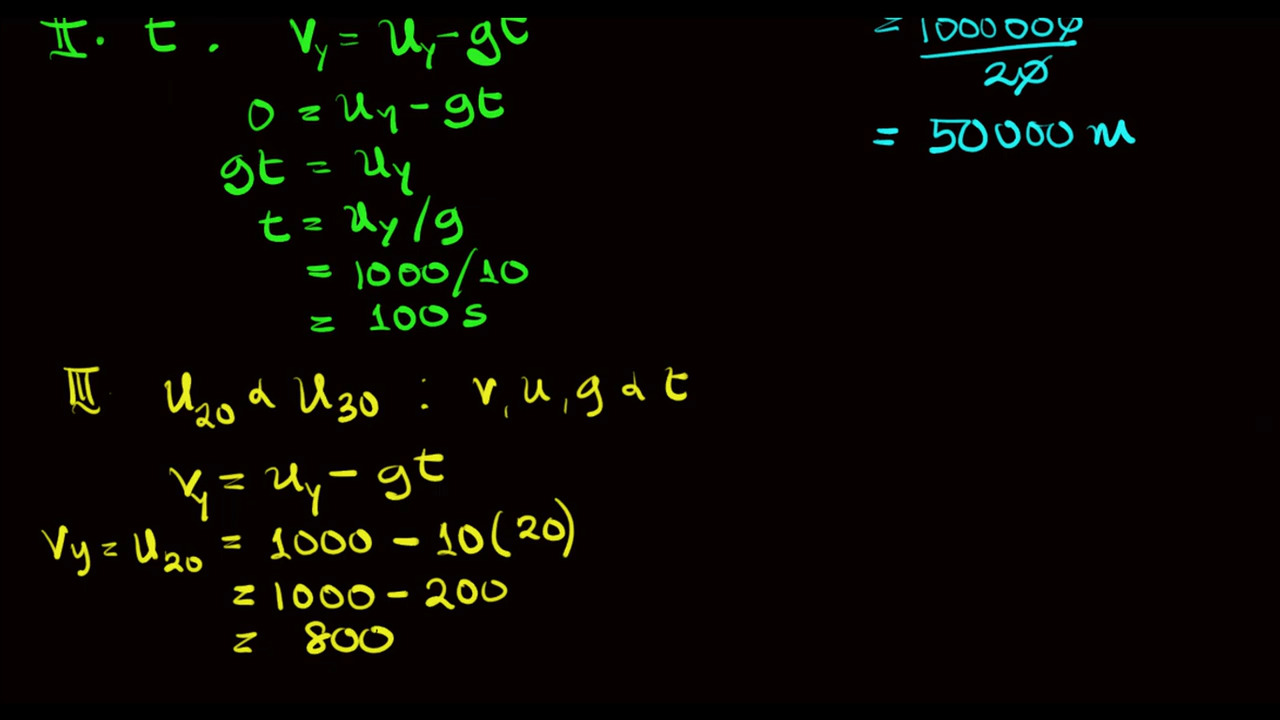 II. t. Vy = uy - gt
0 = uy - gt
gt = uy
t = uy/g
= 1000/10
= 100 s
III. u20 & u30 : v, u, g & t
vy = uy - gt
Vy = u20 = 1000 - 10(20)
= 1000 - 200
= 800
= 1000000
20
= 50000 m